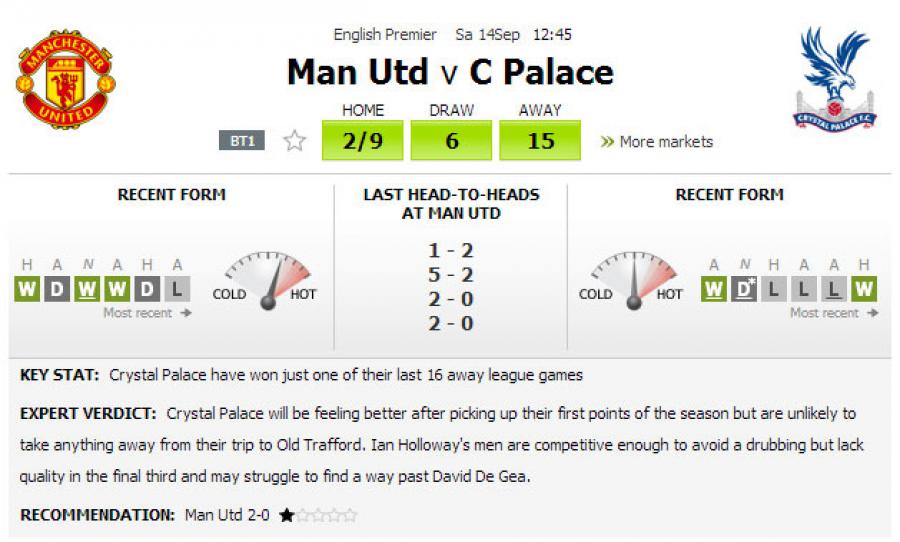 MANCHESTER
UNITED
CRYSTAL PALACE F.C.
English Premier Sa 14Sep 12:45
Man Utd v C Palace
HOME DRAW AWAY
BT1 2/9 6 15 » More markets
RECENT FORM
H A N A H A
W D W W D L
COLD HOT
Most recent →
LAST HEAD-TO-HEADS
AT MAN UTD
1 - 2
5 - 2
2 - 0
2 - 0
RECENT FORM
A N H A A H
COLD HOT
W D* L L L W
Most recent →
KEY STAT: Crystal Palace have won just one of their last 16 away league games
EXPERT VERDICT: Crystal Palace will be feeling better after picking up their first points of the season but are unlikely to
take anything away from their trip to Old Trafford. Ian Holloway's men are competitive enough to avoid a drubbing but lack
quality in the final third and may struggle to find a way past David De Gea.
RECOMMENDATION: Man Utd 2-0 ★☆☆☆☆